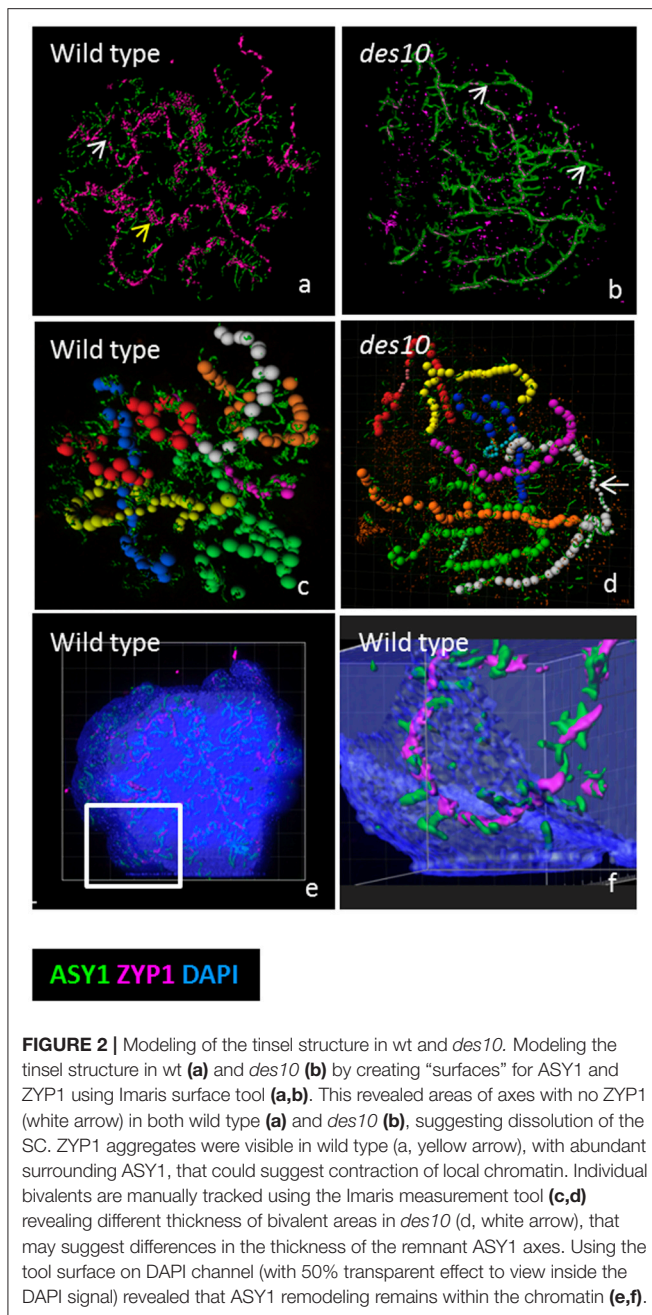 Wild type
des10
a
b
Wild type
des10
c
d
Wild type
Wild type
e
f
ASY1 ZYP1 DAPI
FIGURE 2 | Modeling of the tinsel structure in wt and des10. Modeling the
tinsel structure in wt (a) and des10 (b) by creating “surfaces” for ASY1 and
ZYP1 using Imaris surface tool (a,b). This revealed areas of axes with no ZYP1
(white arrow) in both wild type (a) and des10 (b), suggesting dissolution of the
SC. ZYP1 aggregates were visible in wild type (a, yellow arrow), with abundant
surrounding ASY1, that could suggest contraction of local chromatin. Individual
bivalents are manually tracked using the Imaris measurement tool (c,d)
revealing different thickness of bivalent areas in des10 (d, white arrow), that
may suggest differences in the thickness of the remnant ASY1 axes. Using the
tool surface on DAPI channel (with 50% transparent effect to view inside the
DAPI signal) revealed that ASY1 remodeling remains within the chromatin (e,f).